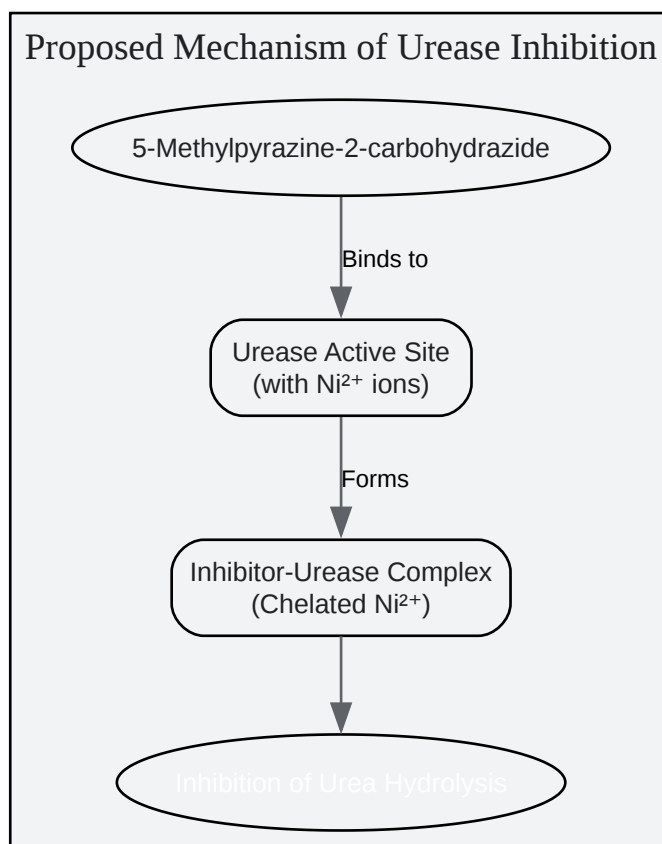 Proposed Mechanism of Urease Inhibition
5-Methylpyrazine-2-carbohydrazide
Binds to
Urease Active Site
(with Ni²⁺ ions)
Forms
Inhibitor-Urease Complex
(Chelated Ni²⁺)
Inhibition of Urea Hydrolysis